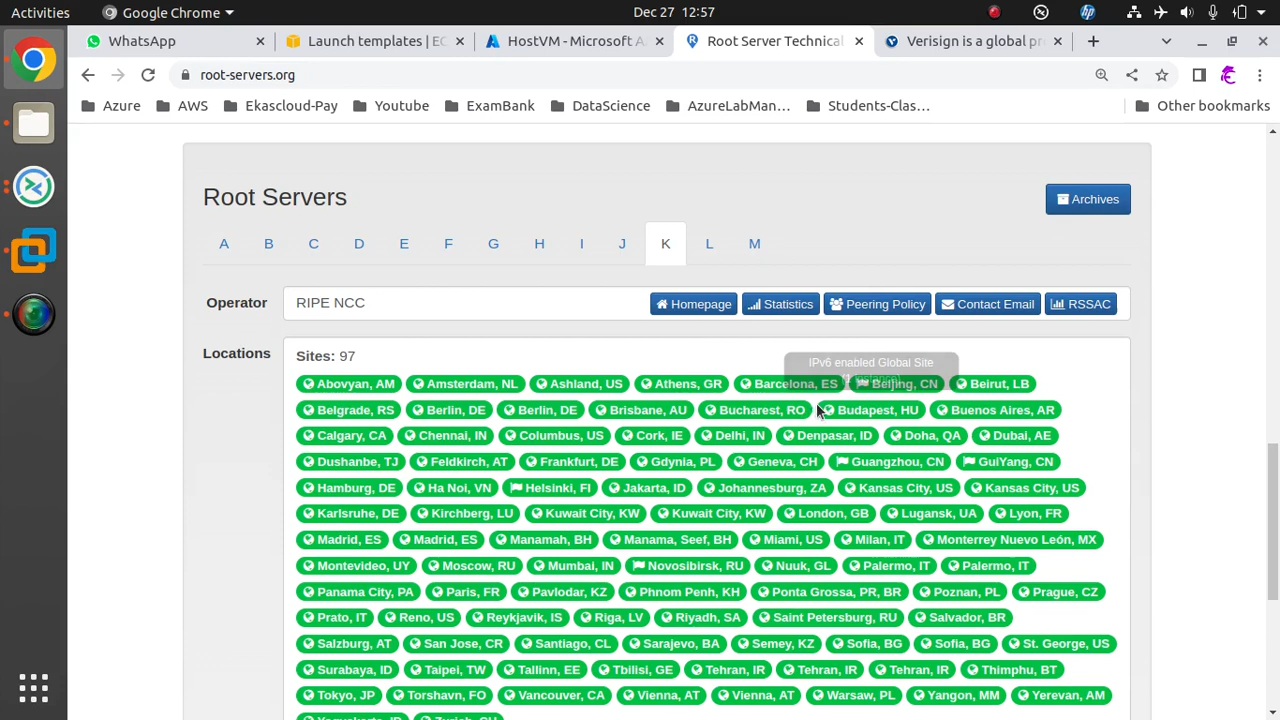 Activities Google Chrome Dec 27 12:57
WhatsApp Launch templates | EC HostVM - Microsoft A Root Server Technical Verisign is a global pr
root-servers.org
Azure AWS Ekascloud-Pay Youtube ExamBank DataScience AzureLabMan... Students-Clas... Other bookmarks
Root Servers Archives
A B C D E F G H I J K L M
Operator RIPE NCC Homepage Statistics Peering Policy Contact Email RSSAC
Locations Sites: 97
IPv6 enabled Global Site
Abovyan, AM Amsterdam, NL Ashland, US Athens, GR Barcelona, ES Beijing, CN Beirut, LB
Belgrade, RS Berlin, DE Berlin, DE Brisbane, AU Bucharest, RO Budapest, HU Buenos Aires, AR
Calgary, CA Chennai, IN Columbus, US Cork, IE Delhi, IN Denpasar, ID Doha, QA Dubai, AE
Dushanbe, TJ Feldkirch, AT Frankfurt, DE Gdynia, PL Geneva, CH Guangzhou, CN GuiYang, CN
Hamburg, DE Ha Noi, VN Helsinki, FI Jakarta, ID Johannesburg, ZA Kansas City, US Kansas City, US
Karlsruhe, DE Kirchberg, LU Kuwait City, KW Kuwait City, KW London, GB Lugansk, UA Lyon, FR
Madrid, ES Madrid, ES Manamah, BH Manama, Seef, BH Miami, US Milan, IT Monterrey Nuevo León, MX
Montevideo, UY Moscow, RU Mumbai, IN Novosibirsk, RU Nuuk, GL Palermo, IT Palermo, IT
Panama City, PA Paris, FR Pavlodar, KZ Phnom Penh, KH Ponta Grossa, PR, BR Poznan, PL Prague, CZ
Prato, IT Reno, US Reykjavik, IS Riga, LV Riyadh, SA Saint Petersburg, RU Salvador, BR
Salzburg, AT San Jose, CR Santiago, CL Sarajevo, BA Semey, KZ Sofia, BG Sofia, BG St. George, US
Surabaya, ID Taipei, TW Tallinn, EE Tbilisi, GE Tehran, IR Tehran, IR Tehran, IR Thimphu, BT
Tokyo, JP Torshavn, FO Vancouver, CA Vienna, AT Vienna, AT Warsaw, PL Yangon, MM Yerevan, AM
Yogyakarta, ID Zurich, CH